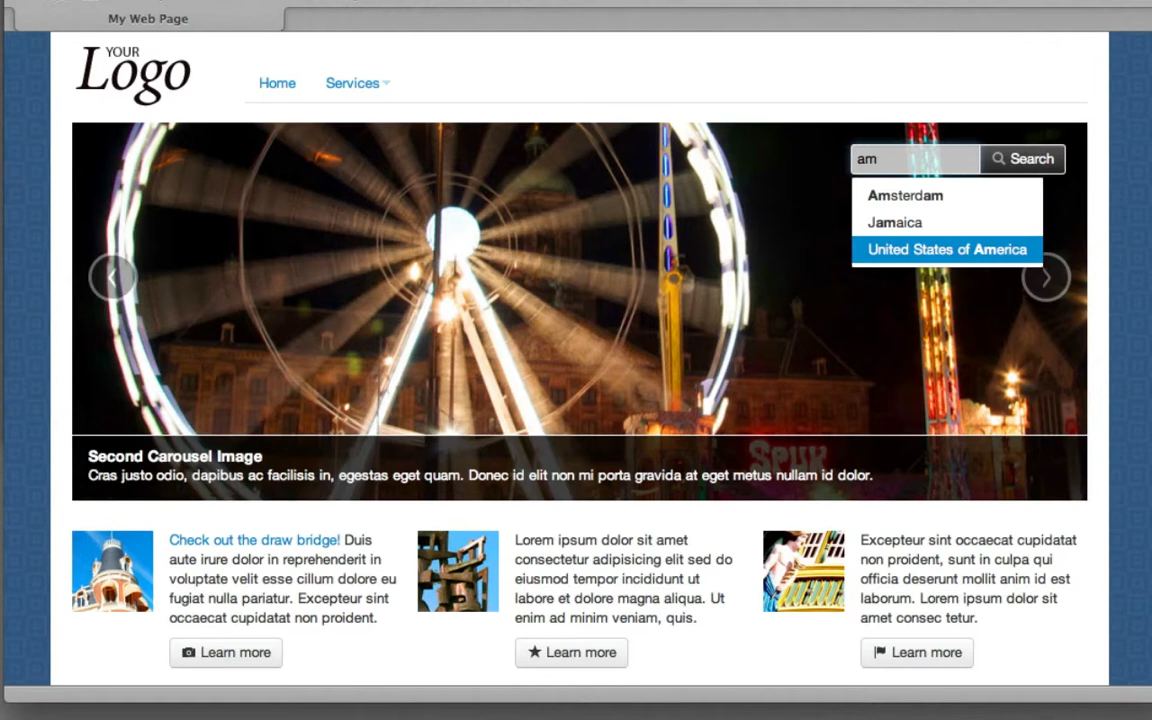 My Web Page
YOUR
Logo
Home Services
am Search
Amsterdam
Jamaica
United States of America
Second Carousel Image
Cras justo odio, dapibus ac facilisis in, egestas eget quam. Donec id elit non mi porta gravida at eget metus nullam id dolor.
Check out the draw bridge! Duis
aute irure dolor in reprehenderit in
voluptate velit esse cillum dolore eu
fugiat nulla pariatur. Excepteur sint
occaecat cupidatat non proident.
Learn more
Lorem ipsum dolor sit amet
consectetur adipisicing elit sed do
eiusmod tempor incididunt ut
labore et dolore magna aliqua. Ut
enim ad minim veniam, quis.
Learn more
Excepteur sint occaecat cupidatat
non proident, sunt in culpa qui
officia deserunt mollit anim id est
laborum. Lorem ipsum dolor sit
amet consec tetur.
Learn more